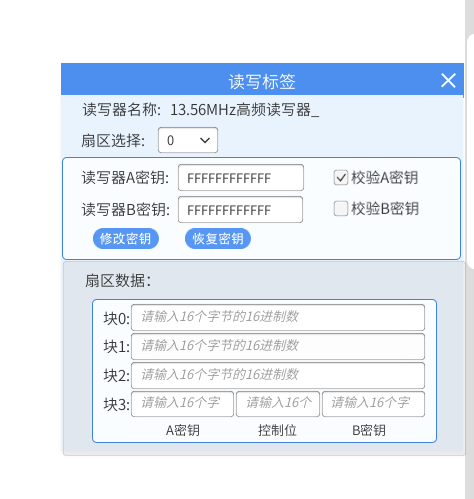 读写标签
读写器名称: 13.56MHz高频读写器_
扇区选择: 0
读写器A密钥: FFFFFFFFFFFF 校验A密钥
读写器B密钥: FFFFFFFFFFFF 校验B密钥
修改密钥 恢复密钥
扇区数据:
块0: 请输入16个字节的16进制数
块1: 请输入16个字节的16进制数
块2: 请输入16个字节的16进制数
块3: 请输入16个字 请输入16个 请输入16个字
A密钥 控制位 B密钥